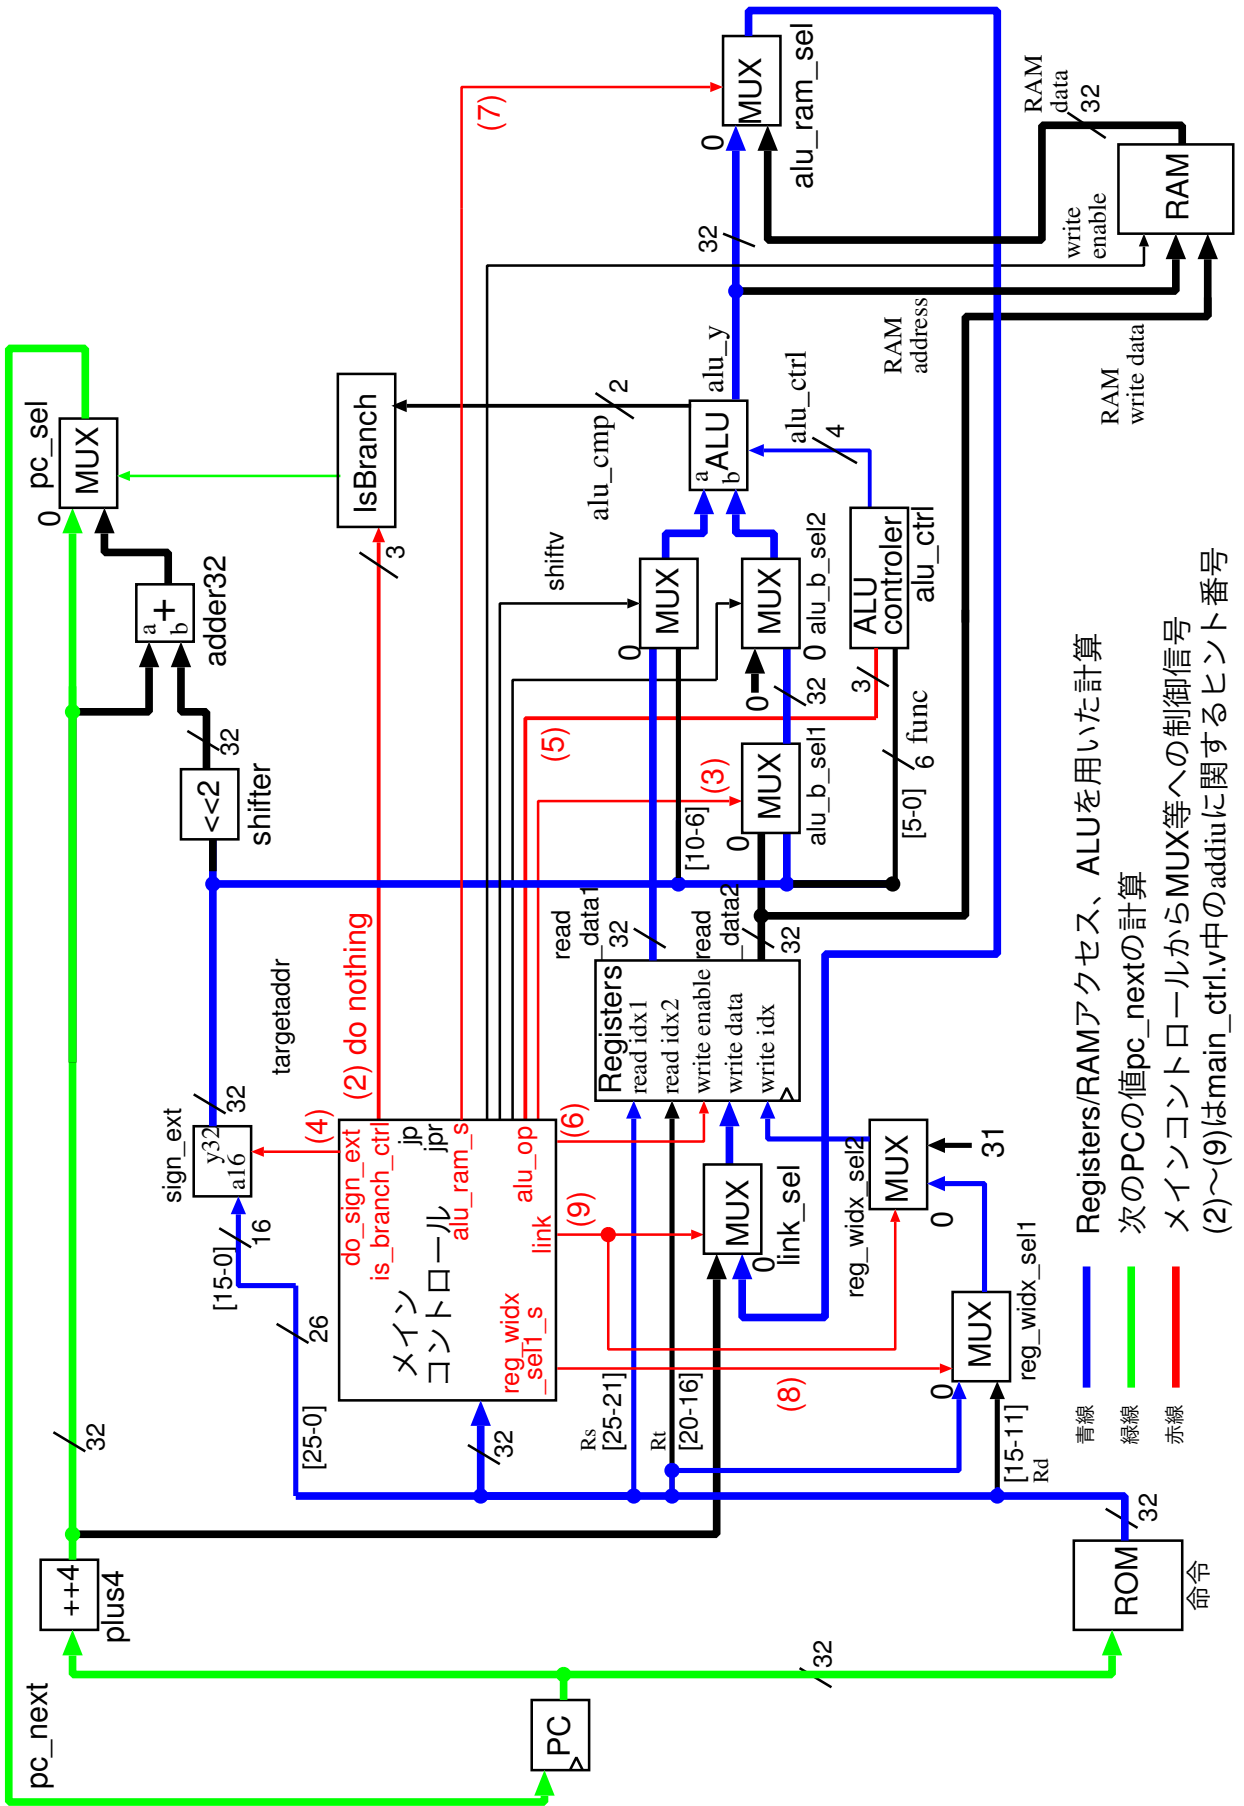 pc_next
PC
32
++4
plus4
32
ROM
命令
32
[25-0]
26
[15-0]
16
sign_ext
y32
a16
32
targetaddr
(4)
(2) do nothing
do_sign_ext
is_branch_ctrl
jp
jpr
alu_ram_s
alu_op
link
reg_widx
_sel1_s
メイン
コントロール
32
Rs
[25-21]
Rt
[20-16]
[15-11]
Rd
(8)
(9)
(6)
0
MUX
reg_widx_sel1
0
MUX
reg_widx_sel2
31
0
MUX
link_sel
Registers
read idx1
read idx2
write enable
write data
write idx
read
_data1
32
read
_data2
32
<<2
shifter
32
a
b
+
adder32
0
MUX
pc_sel
IsBranch
3
(5)
(3)
[10-6]
0
MUX
alu_b_sel1
32
0
0
MUX
alu_b_sel2
0
MUX
shiftv
[5-0]
6
func
3
ALU
controler
alu_ctrl
alu_ctrl
4
a
b
ALU
alu_cmp
2
alu_y
32
(7)
0
MUX
alu_ram_sel
RAM
address
RAM
write data
write
enable
RAM
RAM
data
32
青線
Registers/RAMアクセス、ALUを用いた計算
緑線
次のPCの値pc_nextの計算
赤線
メインコントロールからMUX等への制御信号
(2)〜(9)はmain_ctrl.v中のaddiuに関するヒント番号